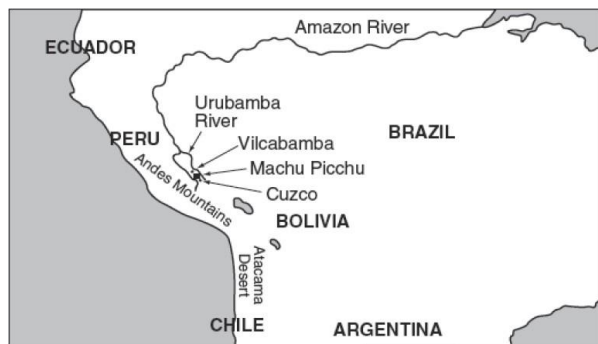 Amazon River
ECUADOR
Urubamba
River
PERU
Vilcabamba
BRAZIL
Machu Picchu
Andes Mountains
Cuzco
BOLIVIA
Atacama
Desert
CHILE
ARGENTINA